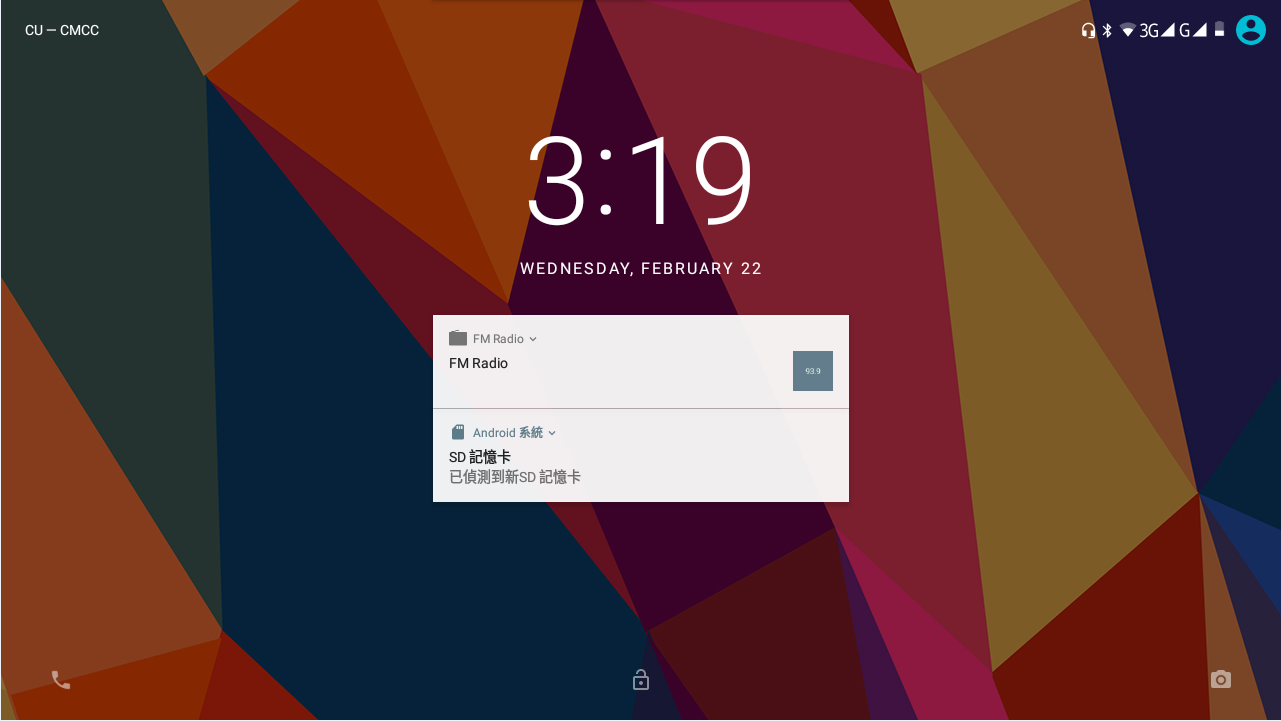 CU — CMCC
3G G
3:19
WEDNESDAY, FEBRUARY 22
FM Radio
FM Radio
93.9
Android 系統
SD 記憶卡
已偵測到新SD 記憶卡